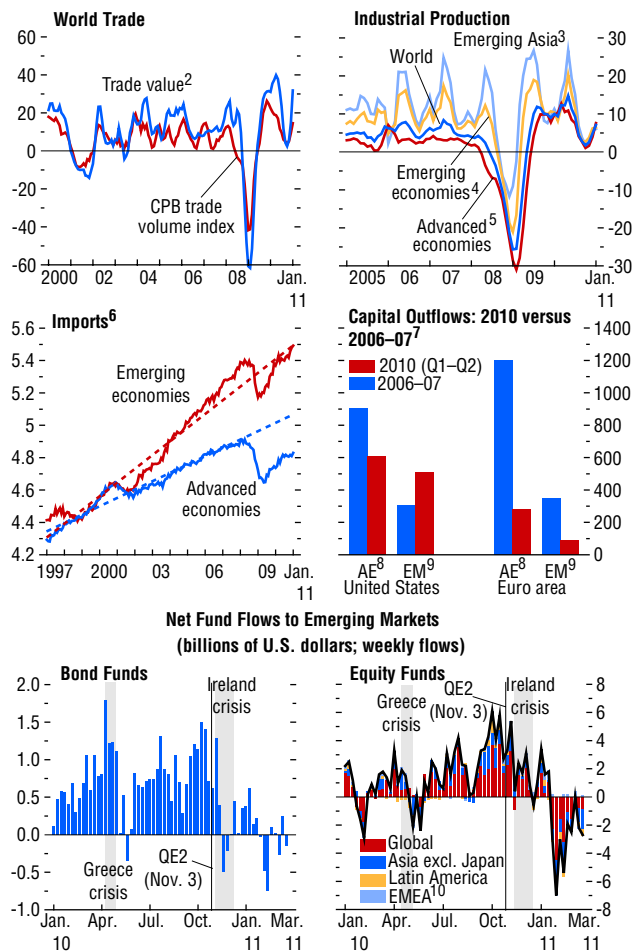 World Trade
60
40
20
0
-20
-40
-60
Trade value2
CPB trade
volume index
2000 02 04 06 08 Jan.
11
Industrial Production
30
20
10
0
-10
-20
-30
Emerging Asia3
World
Emerging
economies4
Advanced5
economies
2005 06 07 08 09 Jan.
11
Imports6
5.6
5.4
5.2
5.0
4.8
4.6
4.4
4.2
Emerging
economies
Advanced
economies
1997 2000 03 06 09 Jan.
11
Capital Outflows: 2010 versus
2006–077
2010 (Q1–Q2)
2006–07
1400
1200
1000
800
600
400
200
0
AE8 EM9 AE8 EM9
United States Euro area
Net Fund Flows to Emerging Markets
(billions of U.S. dollars; weekly flows)
Bond Funds
2.0
1.5
1.0
0.5
0.0
-0.5
-1.0
Ireland
crisis
Greece
crisis
QE2
(Nov. 3)
Jan. Apr. Jul. Oct. Jan. Mar.
10 11 11
Equity Funds
8
6
4
2
0
-2
-4
-6
-8
QE2
(Nov. 3)
Ireland
crisis
Greece
crisis
Global
Asia excl. Japan
Latin America
EMEA10
Jan. Apr. Jul. Oct. Jan. Mar.
10 11 11